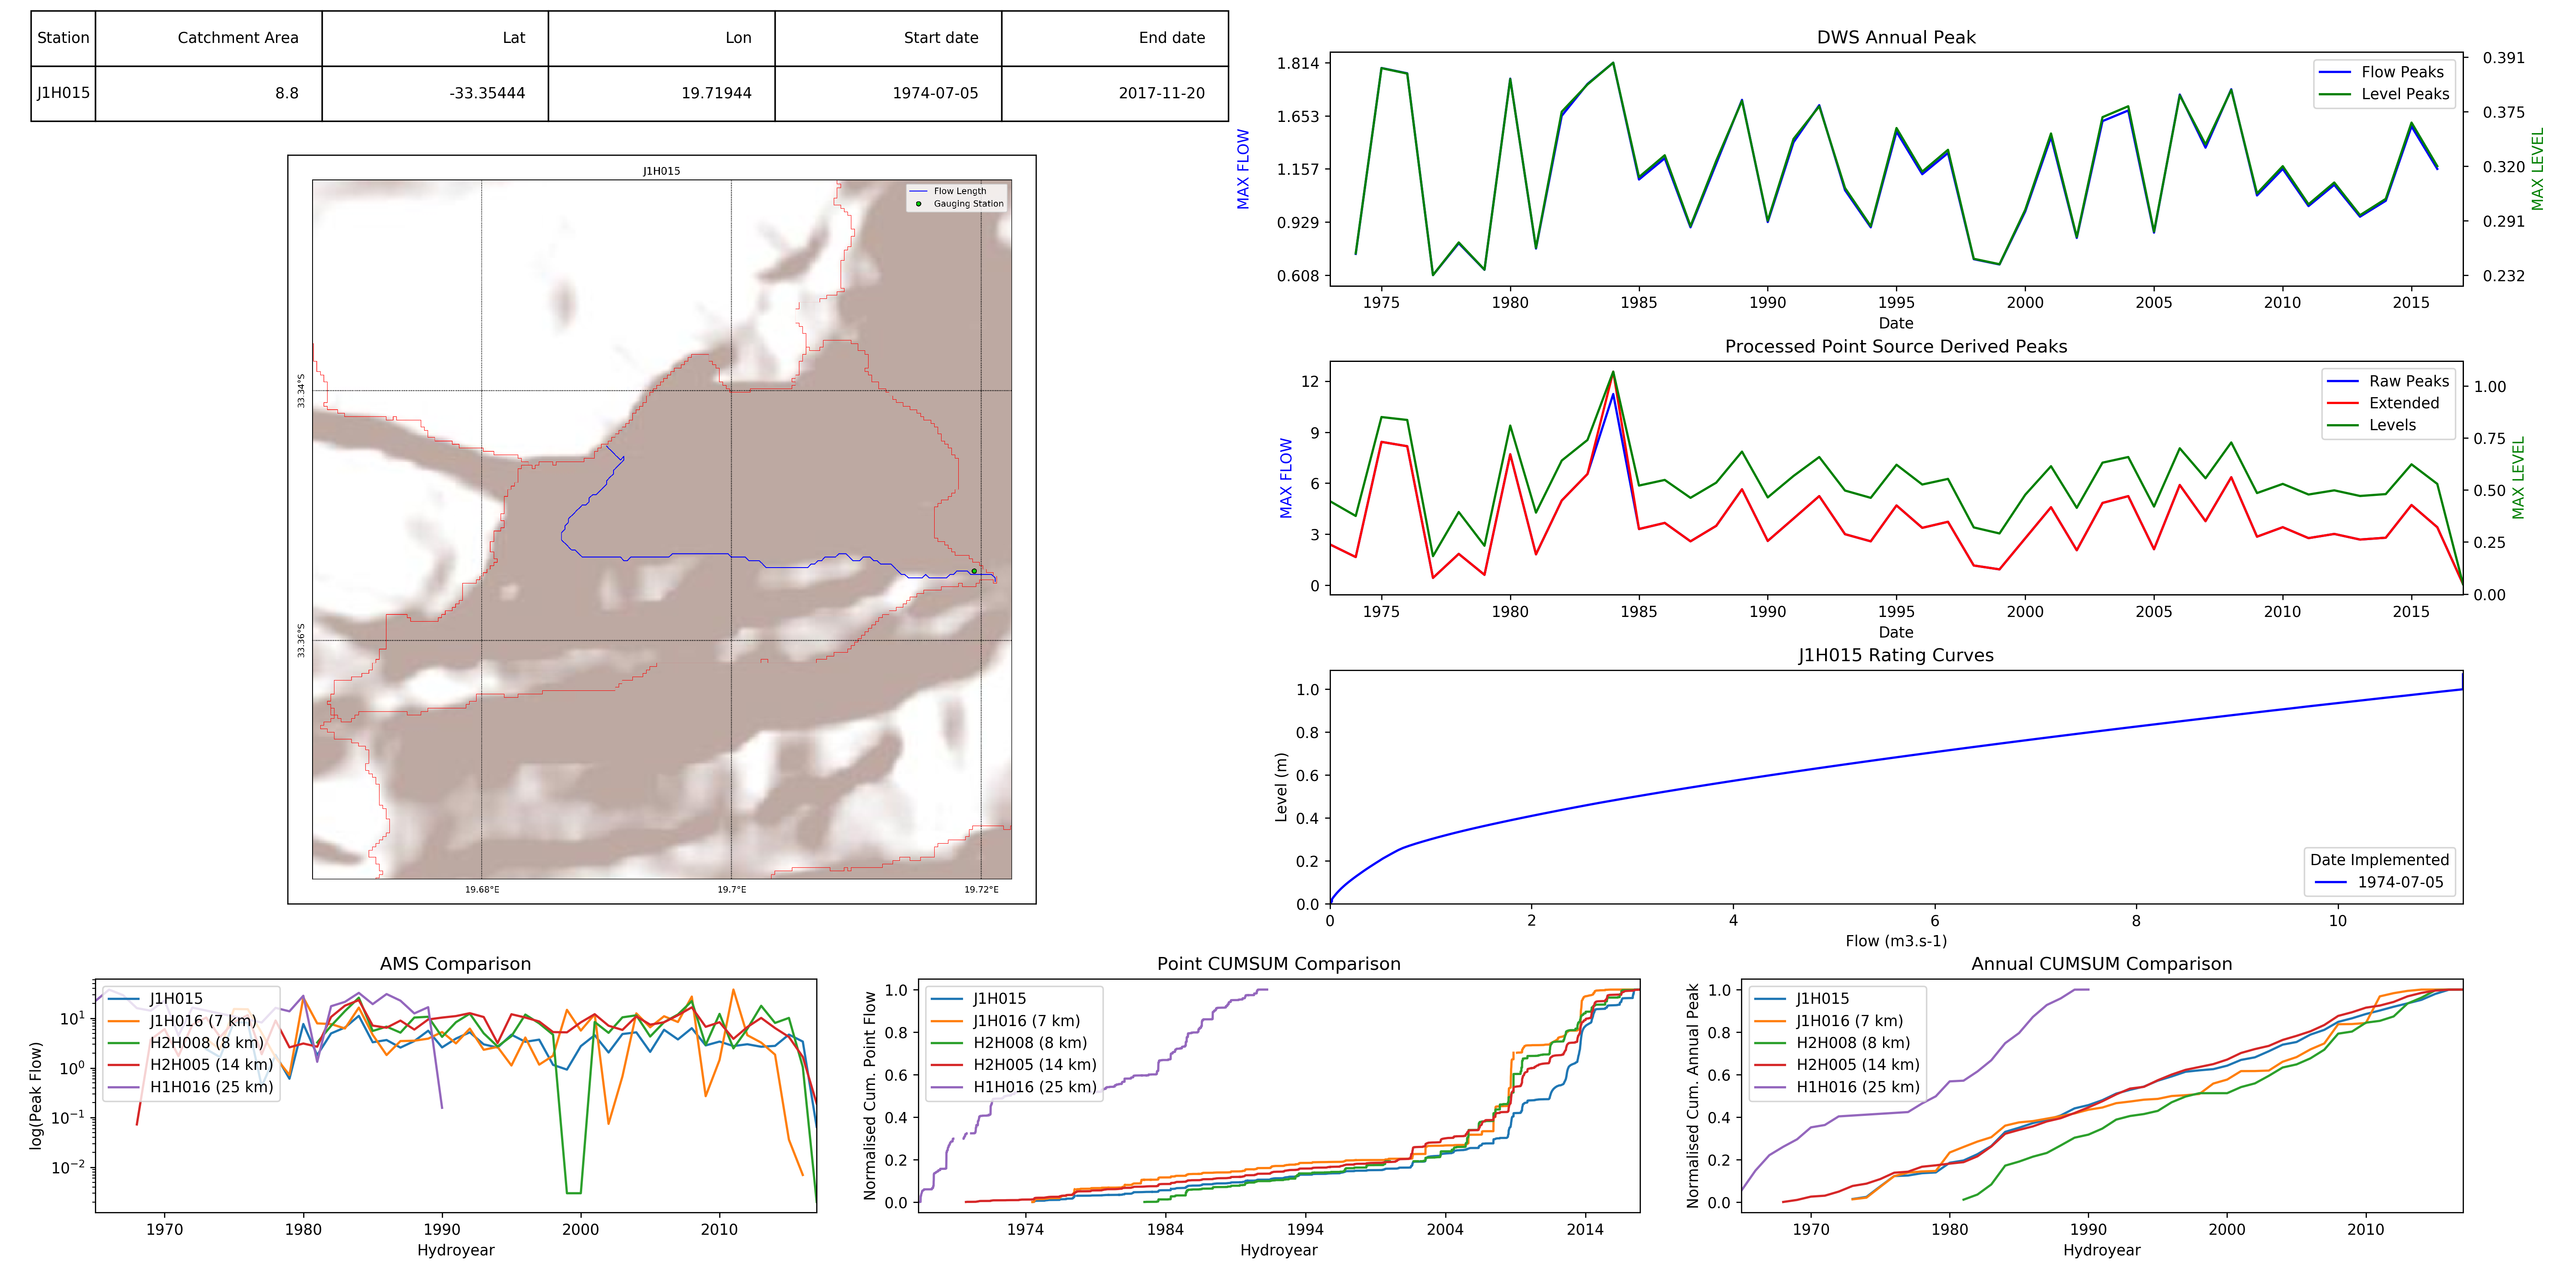 Station Catchment Area Lat Lon Start date End date
J1H015 8.8 -33.35444 19.71944 1974-07-05 2017-11-20
J1H015
Flow Length
Gauging Station
33.34°S
33.36°S
19.68°E 19.7°E 19.72°E
DWS Annual Peak
Flow Peaks
Level Peaks
MAX FLOW
1.814
1.653
1.157
0.929
0.608
MAX LEVEL
0.391
0.375
0.320
0.291
0.232
1975 1980 1985 1990 1995 2000 2005 2010 2015
Date
Processed Point Source Derived Peaks
Raw Peaks
Extended
Levels
MAX FLOW
12
9
6
3
0
MAX LEVEL
1.00
0.75
0.50
0.25
0.00
1975 1980 1985 1990 1995 2000 2005 2010 2015
Date
J1H015 Rating Curves
Level (m)
1.0
0.8
0.6
0.4
0.2
0.0
Date Implemented
1974-07-05
0 2 4 6 8 10
Flow (m3.s-1)
AMS Comparison
J1H015
J1H016 (7 km)
H2H008 (8 km)
H2H005 (14 km)
H1H016 (25 km)
log(Peak Flow)
10¹
10⁰
10⁻¹
10⁻²
1970 1980 1990 2000 2010
Hydroyear
Point CUMSUM Comparison
J1H015
J1H016 (7 km)
H2H008 (8 km)
H2H005 (14 km)
H1H016 (25 km)
Normalised Cum. Point Flow
1.0
0.8
0.6
0.4
0.2
0.0
1974 1984 1994 2004 2014
Hydroyear
Annual CUMSUM Comparison
J1H015
J1H016 (7 km)
H2H008 (8 km)
H2H005 (14 km)
H1H016 (25 km)
Normalised Cum. Annual Peak
1.0
0.8
0.6
0.4
0.2
0.0
1970 1980 1990 2000 2010
Hydroyear